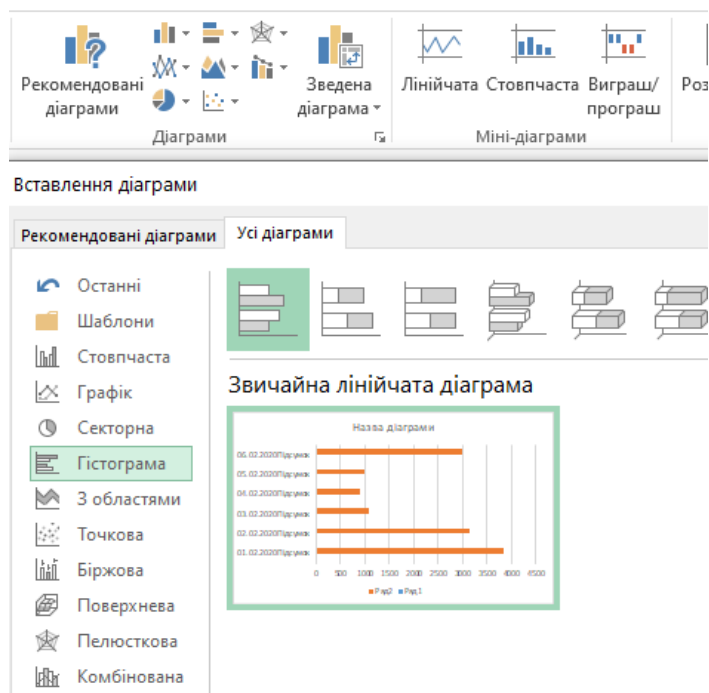 Рекомендовані
діаграми
Зведена
діаграма
Діаграми
Лінійчата Стовпчаста Виграш/
програш
Міні-діаграми
Роз
Вставлення діаграми
Рекомендовані діаграми Усі діаграми
Останні
Шаблони
Стовпчаста
Графік
Секторна
Гістограма
З областями
Точкова
Біржова
Поверхнева
Пелюсткова
Комбінована
Звичайна лінійчата діаграма
Назва діаграми
06.02.2020Підсумок
05.02.2020Підсумок
04.02.2020Підсумок
03.02.2020Підсумок
02.02.2020Підсумок
01.02.2020Підсумок
0 500 1000 1500 2000 2500 3000 3500 4000 4500
Ряд2 Ряд1